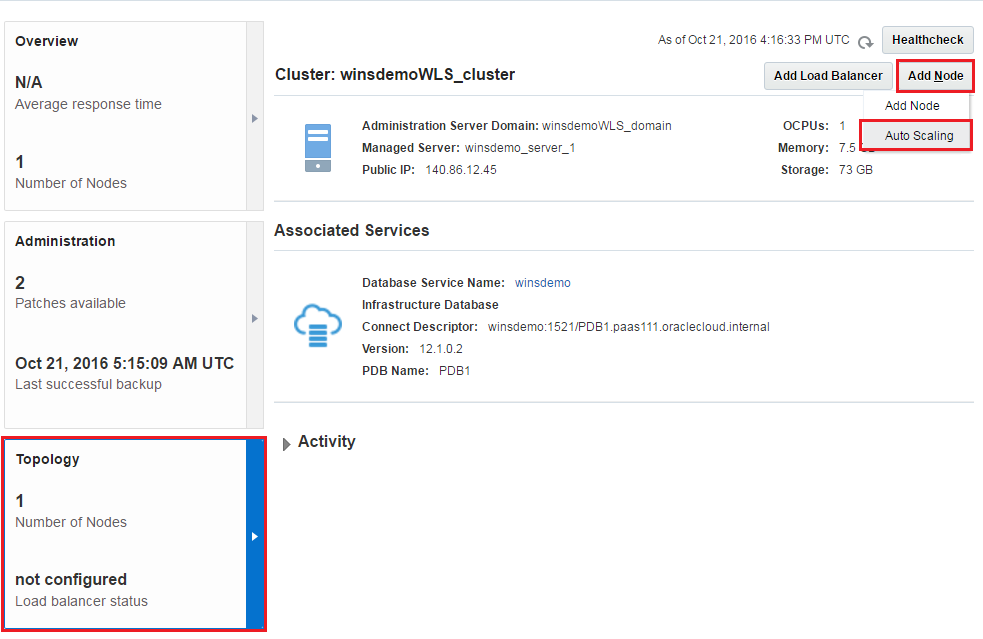 Overview
N/A
Average response time
1
Number of Nodes
Administration
2
Patches available
Oct 21, 2016 5:15:09 AM UTC
Last successful backup
Topology
1
Number of Nodes
not configured
Load balancer status
As of Oct 21, 2016 4:16:33 PM UTC Healthcheck
Cluster: winsdemoWLS_cluster Add Load Balancer Add Node
Add Node
Auto Scaling
Administration Server Domain: winsdemoWLS_domain OCPUs: 1
Managed Server: winsdemo_server_1 Memory: 7.5
Public IP: 140.86.12.45 Storage: 73 GB
Associated Services
Database Service Name: winsdemo
Infrastructure Database
Connect Descriptor: winsdemo:1521/PDB1.paas111.oraclecloud.internal
Version: 12.1.0.2
PDB Name: PDB1
Activity